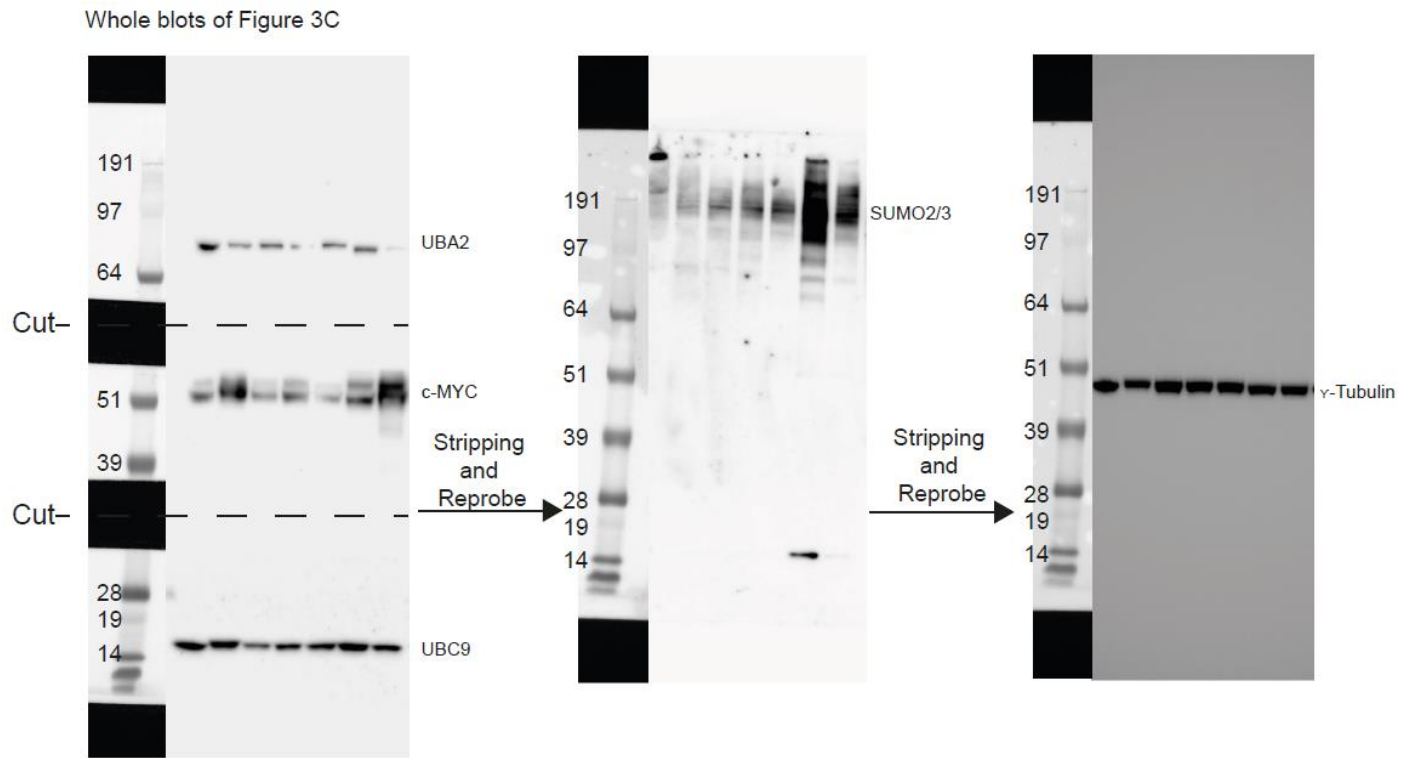 Whole blots of Figure 3C
191
97
64
UBA2
Cut-
51
39
c-MYC
Cut-
28
19
14
UBC9
Stripping
and
Reprobe
191
97
64
51
39
28
19
14
SUMO2/3
Stripping
and
Reprobe
191
97
64
51
39
28
19
14
γ-Tubulin